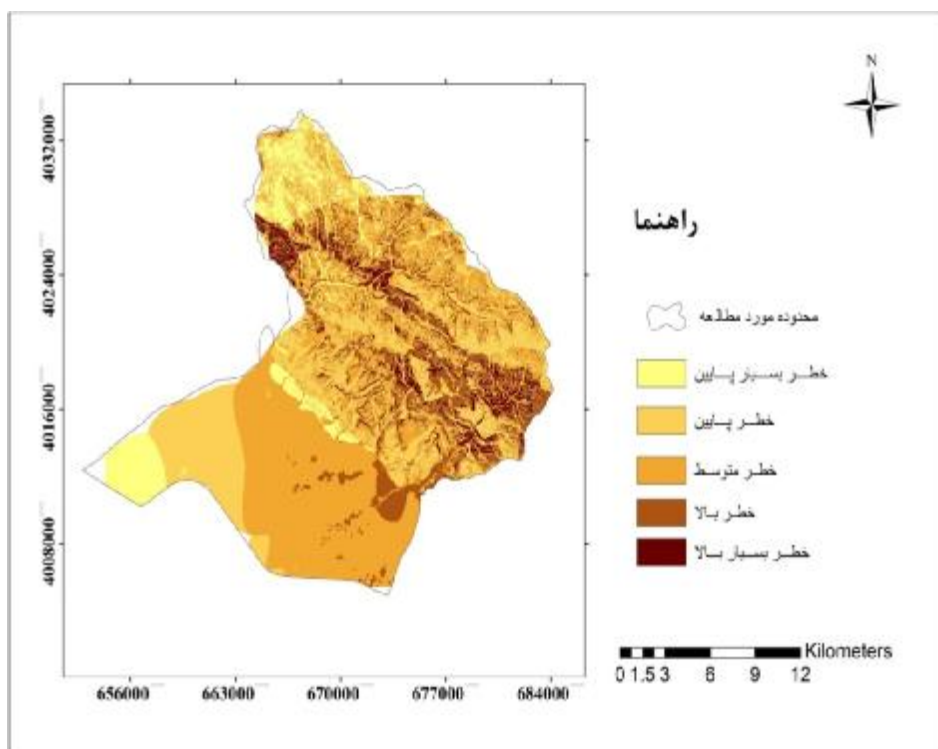 N
4032000
4024000
4016000
4008000
656000 663000 670000 677000 684000
راهنما
محدوده مورد مطالعه
خطر بسیار پایین
خطر پایین
خطر متوسط
خطر بالا
خطر بسیار بالا
Kilometers
0 1.5 3 6 9 12